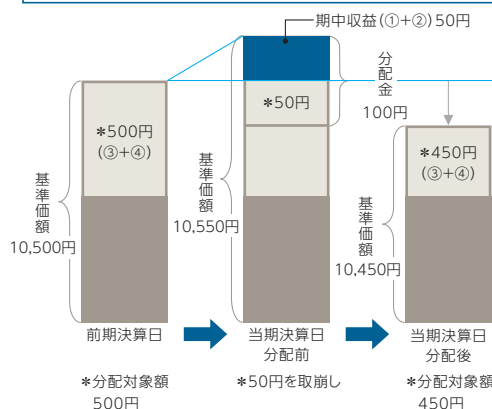 期中収益(①+②)50円
分配金
100円
*500円
(③+④)
*50円
*450円
(③+④)
基準価額
10,500円
基準価額
10,550円
基準価額
10,450円
前期決算日
当期決算日
分配前
当期決算日
分配後
*分配対象額
500円
*50円を取崩し
*分配対象額
450円